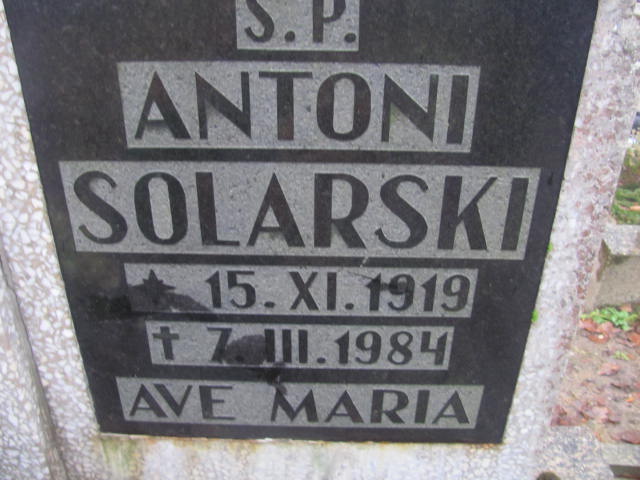 Ś.P.
ANTONI
SOLARSKI
* 15.XI.1919
† 7.III.1984
AVE MARIA